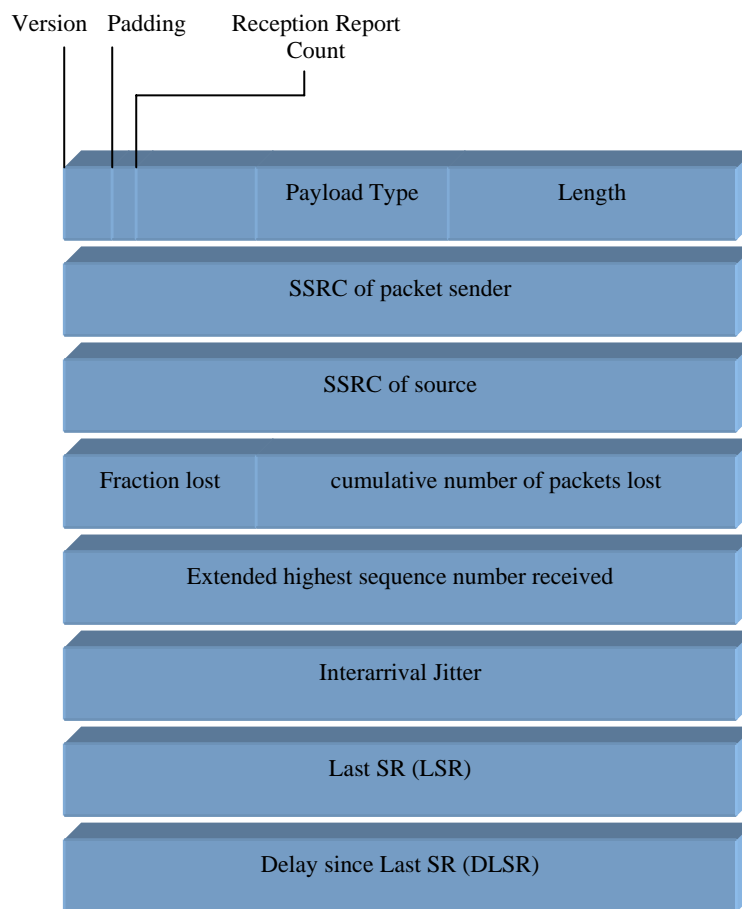 Version Padding Reception Report
Count
Payload Type Length
SSRC of packet sender
SSRC of source
Fraction lost cumulative number of packets lost
Extended highest sequence number received
Interarrival Jitter
Last SR (LSR)
Delay since Last SR (DLSR)